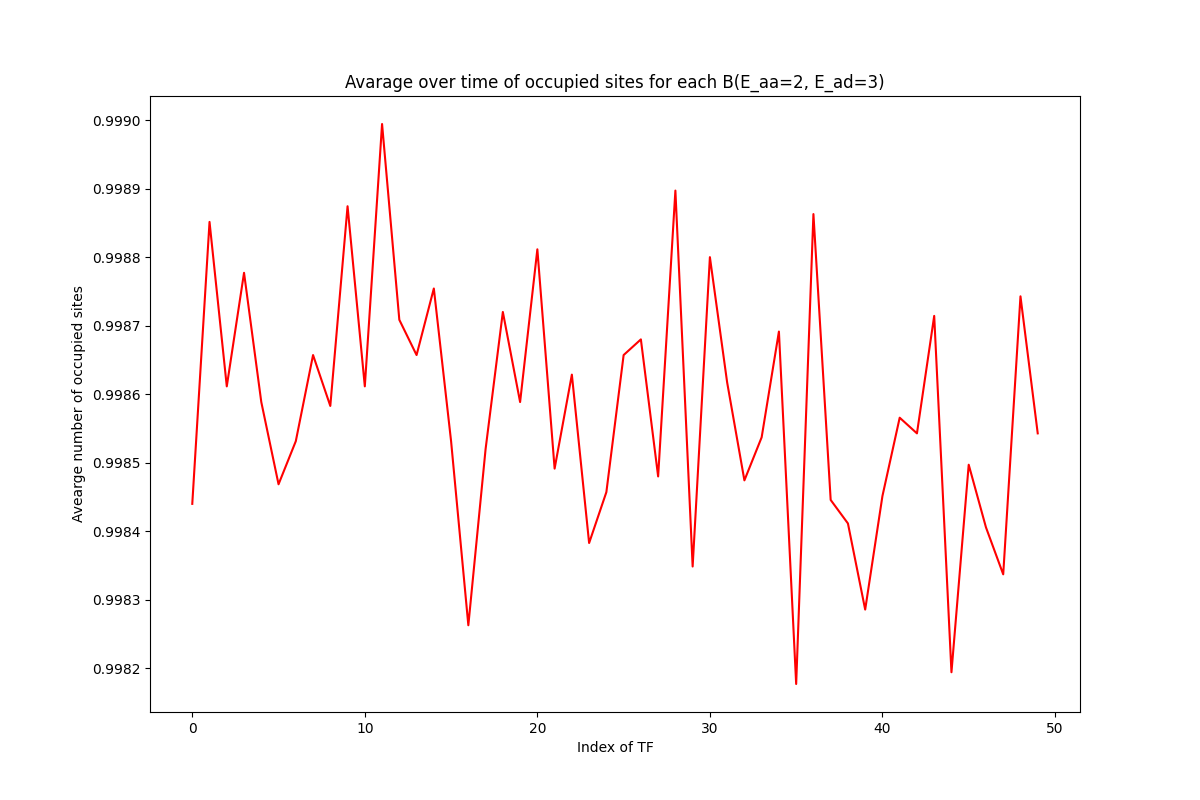 Avarage over time of occupied sites for each B(E_aa=2, E_ad=3)
0.9990
0.9989
0.9988
0.9987
0.9986
0.9985
0.9984
0.9983
0.9982
Avearge number of occupied sites
0 10 20 30 40 50
Index of TF